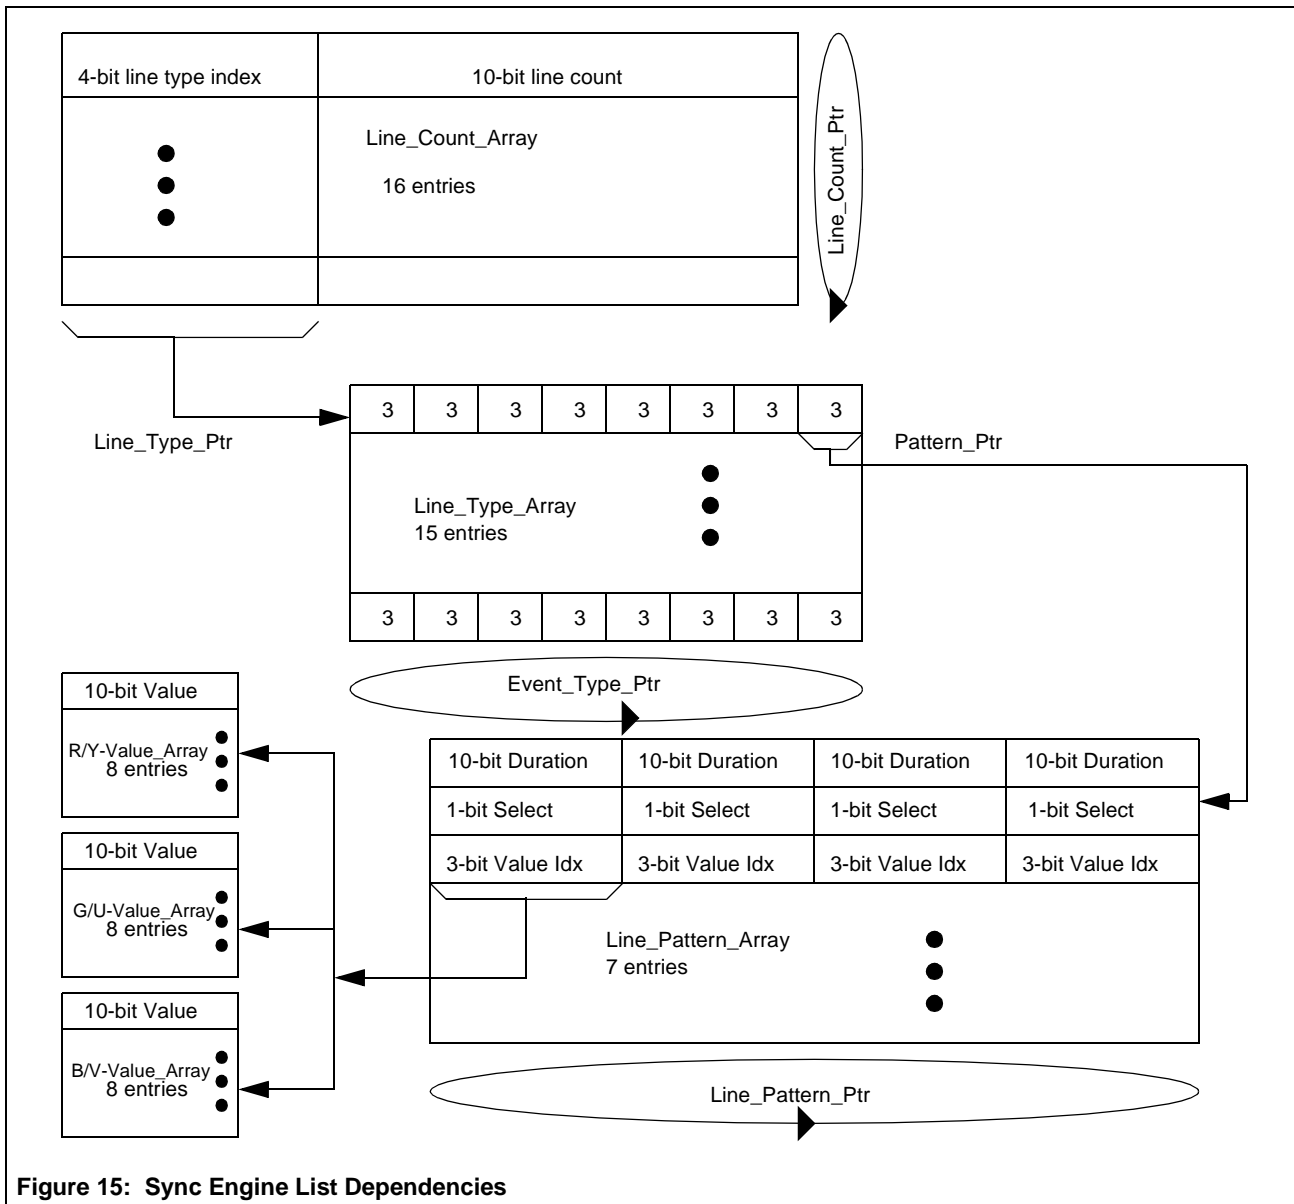 4-bit line type index
10-bit line count
Line_Count_Array
16 entries
Line_Count_Ptr
3 3 3 3 3 3 3 3
Line_Type_Ptr
Pattern_Ptr
Line_Type_Array
15 entries
3 3 3 3 3 3 3 3
Event_Type_Ptr
10-bit Value
R/Y-Value_Array
8 entries
10-bit Value
G/U-Value_Array
8 entries
10-bit Value
B/V-Value_Array
8 entries
10-bit Duration 10-bit Duration 10-bit Duration 10-bit Duration
1-bit Select 1-bit Select 1-bit Select 1-bit Select
3-bit Value Idx 3-bit Value Idx 3-bit Value Idx 3-bit Value Idx
Line_Pattern_Array
7 entries
Line_Pattern_Ptr
Figure 15: Sync Engine List Dependencies